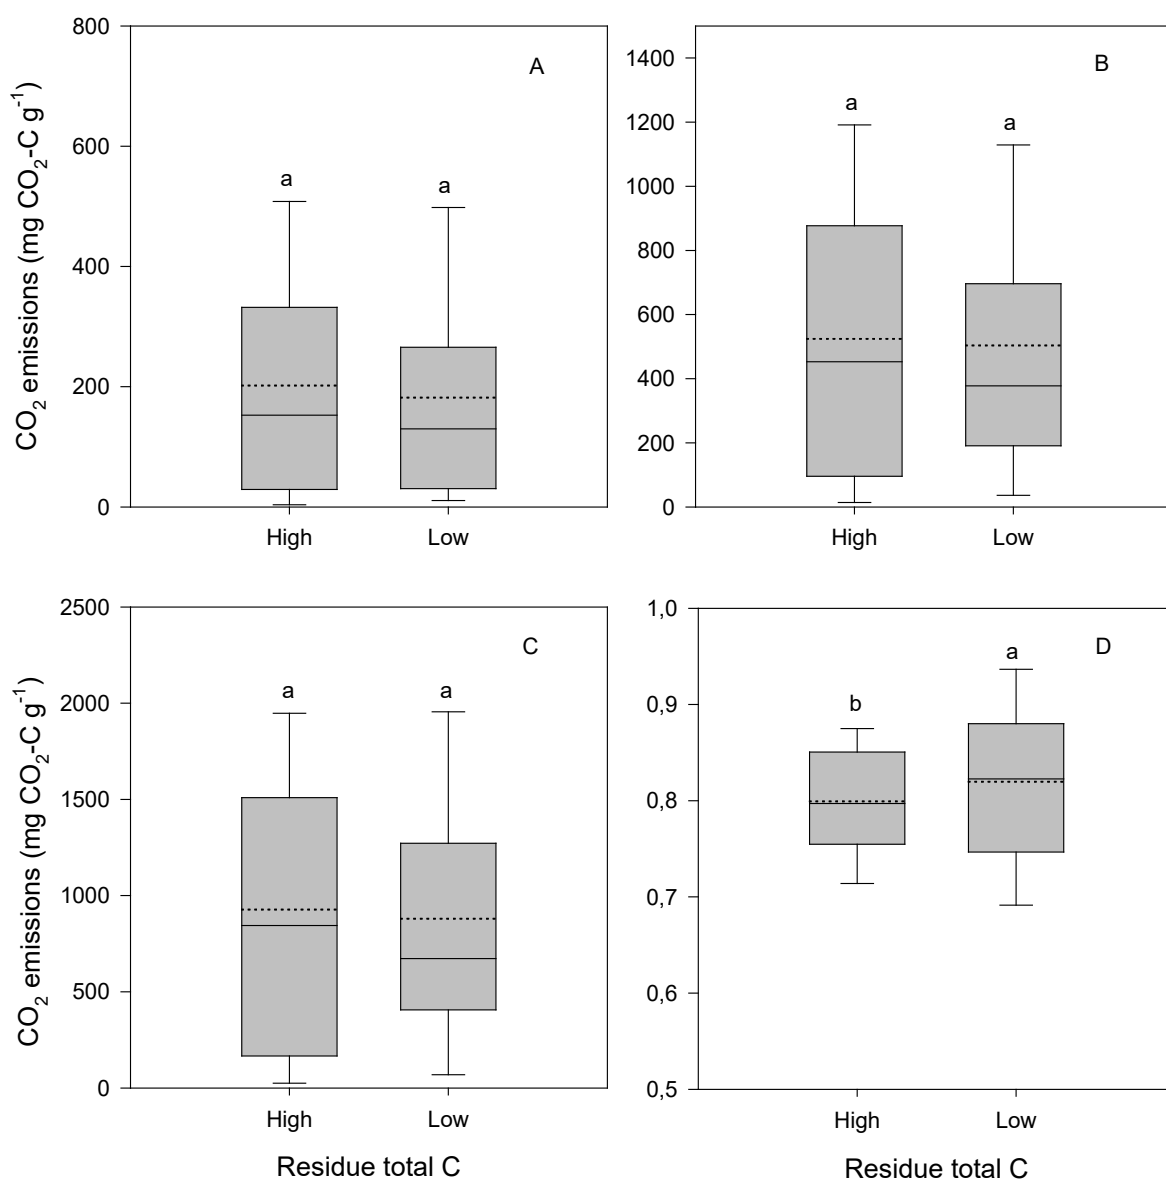 800
600
400
200
0
CO₂ emissions (mg CO₂-C g⁻¹)
A
a
a
High
Low
1400
1200
1000
800
600
400
200
0
B
a
a
High
Low
2500
2000
1500
1000
500
0
CO₂ emissions (mg CO₂-C g⁻¹)
C
a
a
High
Low
Residue total C
1,0
0,9
0,8
0,7
0,6
0,5
D
b
a
High
Low
Residue total C